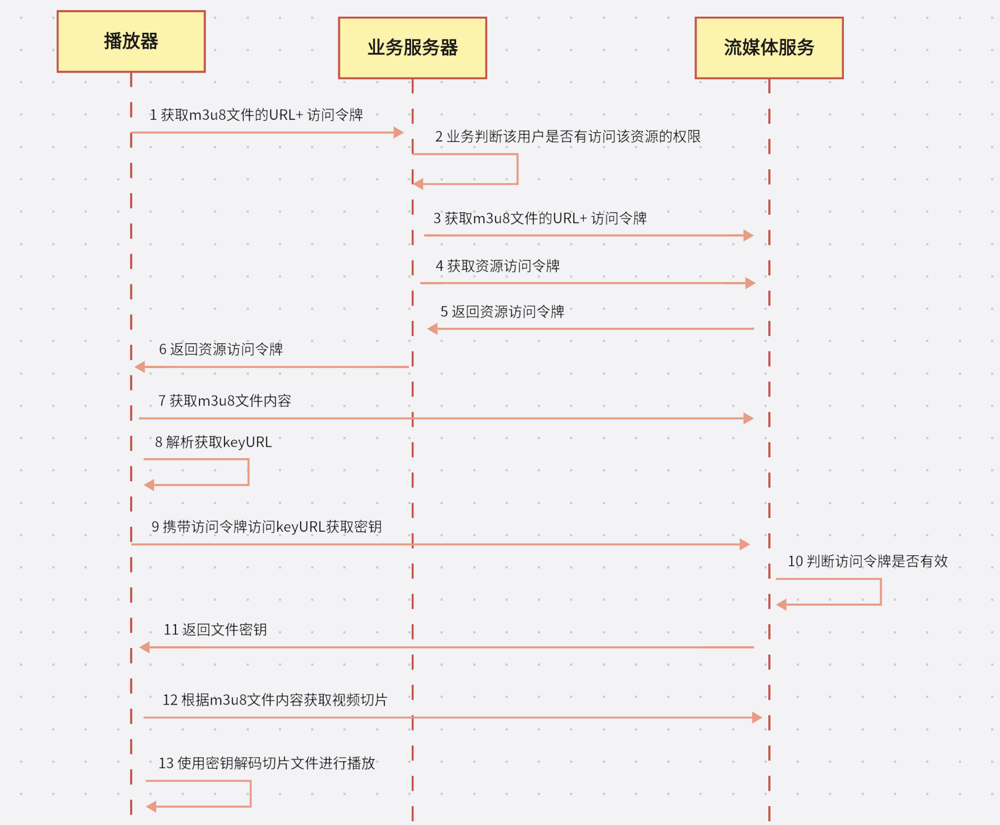 播放器
业务服务器
流媒体服务
1 获取m3u8文件的URL+ 访问令牌
2 业务判断该用户是否有访问该资源的权限
3 获取m3u8文件的URL+ 访问令牌
4 获取资源访问令牌
5 返回资源访问令牌
6 返回资源访问令牌
7 获取m3u8文件内容
8 解析获取keyURL
9 携带访问令牌访问keyURL获取密钥
10 判断访问令牌是否有效
11 返回文件密钥
12 根据m3u8文件内容获取视频切片
13 使用密钥解码切片文件进行播放